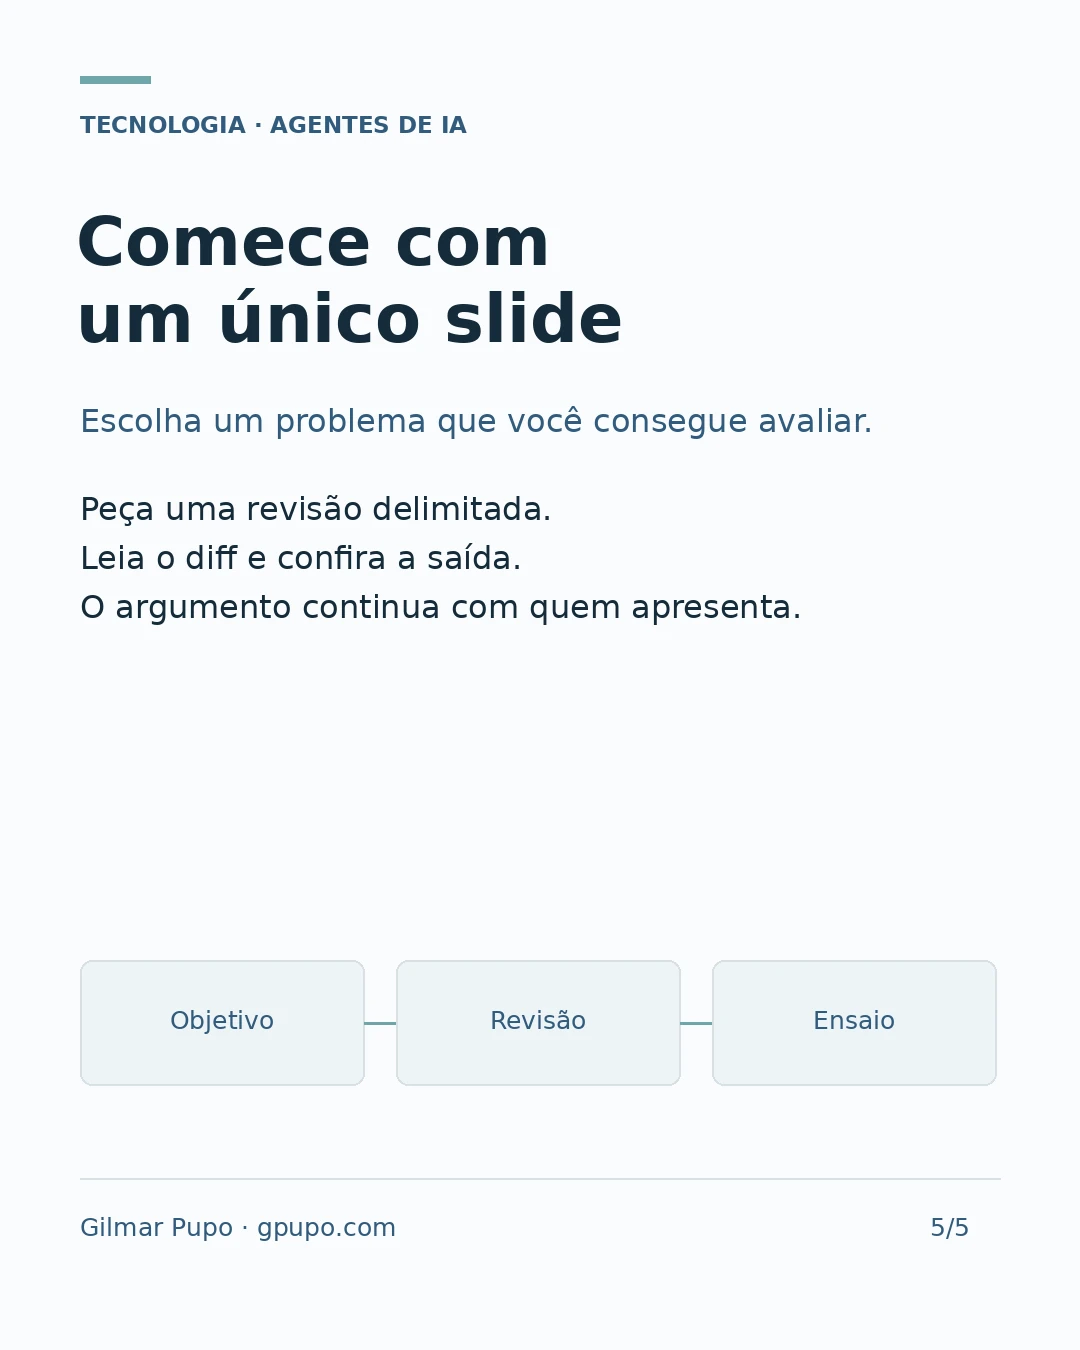 TECNOLOGIA · AGENTES DE IA
Comece com
um único slide
Escolha um problema que você consegue avaliar.
Peça uma revisão delimitada.
Leia o diff e confira a saída.
O argumento continua com quem apresenta.
Objetivo
Revisão
Ensaio
Gilmar Pupo · gpupo.com
5/5